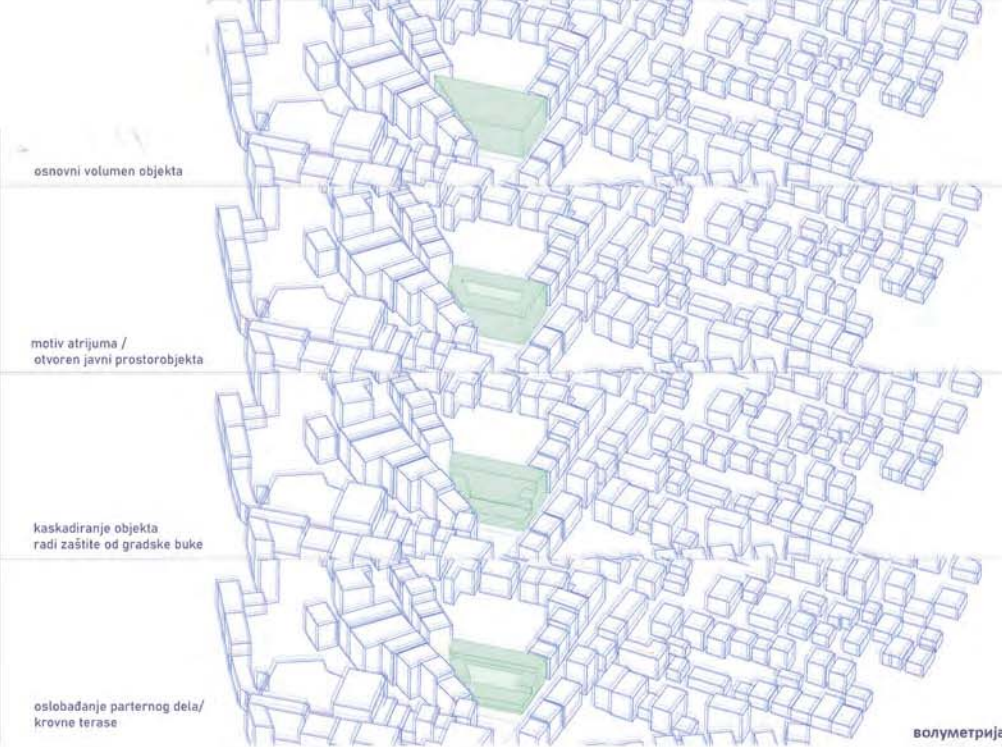 osnovni volumen objekta
motiv atrijuma /
otvoren javni prostorobjekta
kaskadiranje objekta
radi zaštite od gradske buke
oslobađanje parternog dela/
krovne terase
волуметрија